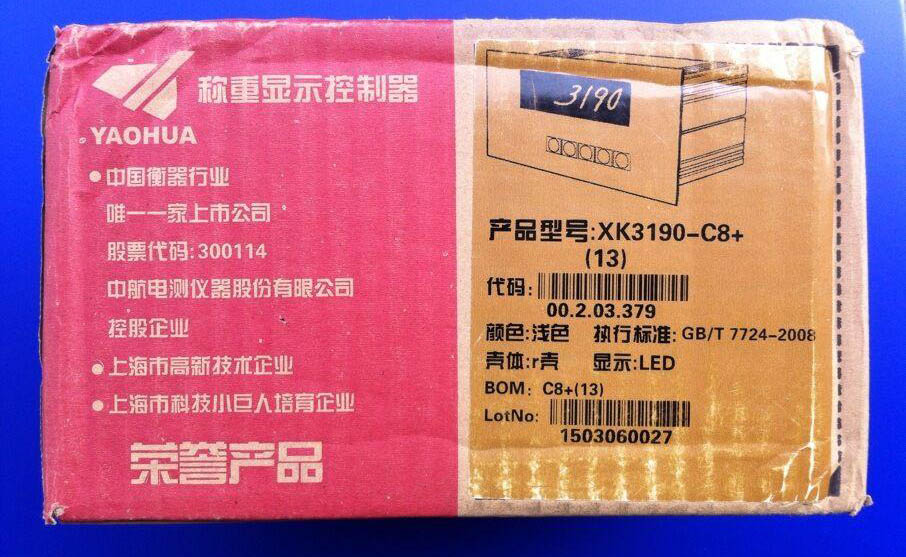 称重显示控制器
YAOHUA
●中国衡器行业
唯一一家上市公司
股票代码:300114
中航电测仪器股份有限公司
控股企业
●上海市高新技术企业
●上海市科技小巨人培育企业
荣誉产品
3190
产品型号:XK3190-C8+
(13)
代码:
00.2.03.379
颜色:浅色 执行标准:GB/T 7724-2008
壳体:r壳 显示:LED
BOM: C8+(13)
LotNo:
1503060027